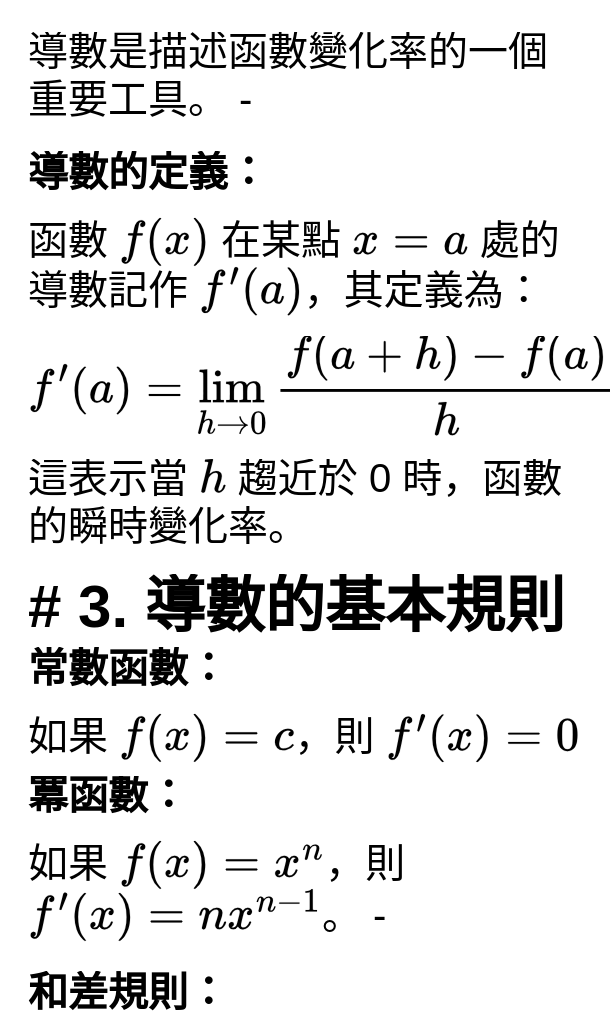 導數是描述函數變化率的一個
重要工具。 -
導數的定義：
函數 f(x) 在某點 x = a 處的
導數記作 f′(a)，其定義為：
f′(a) = lim_{h→0} \frac{f(a + h) − f(a)}{h}
這表示當 h 趨近於 0 時，函數
的瞬時變化率。
# 3. 導數的基本規則
常數函數：
如果 f(x) = c，則 f′(x) = 0
冪函數：
如果 f(x) = x^n，則
f′(x) = nx^{n−1}。 -
和差規則：